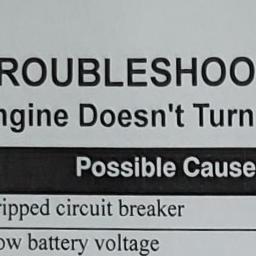 ROUBLESHOO
ngine Doesn't Turn
Possible Cause
ripped circuit breaker
ow battery voltage